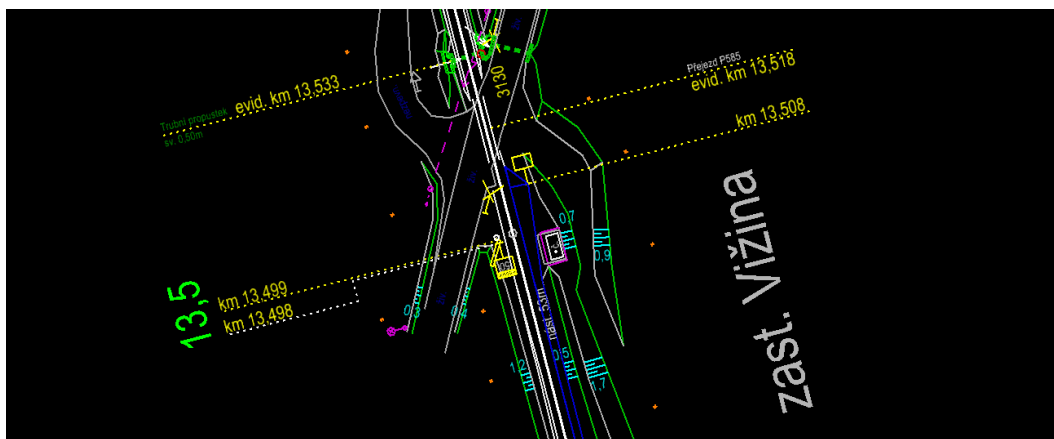 Přejezd P585
evid. km 13,518
3130
evid. km 13,533
Trubní propustek
sv. 0,50m
km 13,508
zast. Vižina
0,7
0,9
13,5
km 13,499
km 13,498
nást. 53m
0,5
1,2
1,7